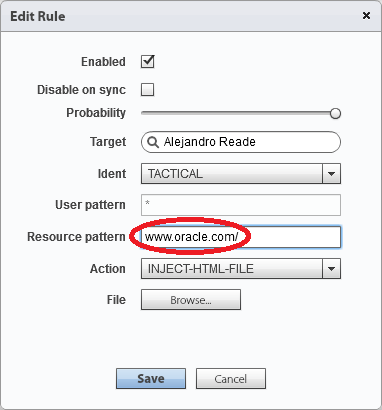 Edit Rule ×
Enabled
Disable on sync
Probability
Target Alejandro Reade
Ident TACTICAL
User pattern *
Resource pattern www.oracle.com/
Action INJECT-HTML-FILE
File Browse...
Save Cancel